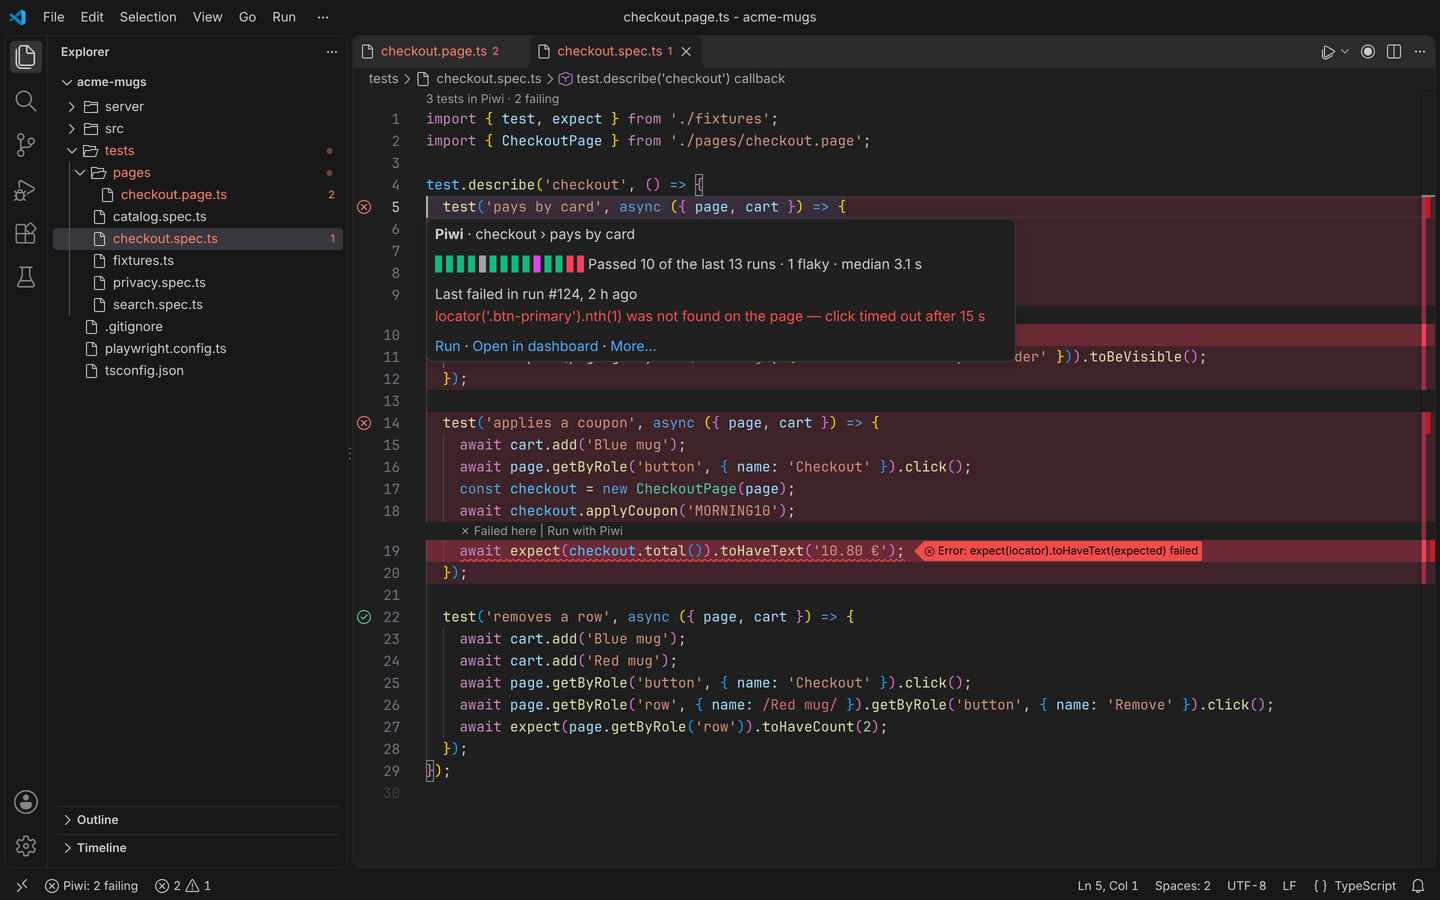 File Edit Selection View Go Run ···
checkout.page.ts - acme-mugs
Explorer
acme-mugs
server
src
tests
pages
checkout.page.ts 2
catalog.spec.ts
checkout.spec.ts 1
fixtures.ts
privacy.spec.ts
search.spec.ts
.gitignore
playwright.config.ts
tsconfig.json
Outline
Timeline
checkout.page.ts 2
checkout.spec.ts 1
tests > checkout.spec.ts > test.describe('checkout') callback
3 tests in Piwi · 2 failing
1 import { test, expect } from './fixtures';
2 import { CheckoutPage } from './pages/checkout.page';
3
4 test.describe('checkout', () => {
5 test('pays by card', async ({ page, cart }) => {
6
7
8
9
Piwi · checkout › pays by card
Passed 10 of the last 13 runs · 1 flaky · median 3.1 s
Last failed in run #124, 2 h ago
locator('.btn-primary').nth(1) was not found on the page — click timed out after 15 s
Run · Open in dashboard · More...
10
11 der' })).toBeVisible();
12 });
13
14 test('applies a coupon', async ({ page, cart }) => {
15 await cart.add('Blue mug');
16 await page.getByRole('button', { name: 'Checkout' }).click();
17 const checkout = new CheckoutPage(page);
18 await checkout.applyCoupon('MORNING10');
× Failed here | Run with Piwi
19 await expect(checkout.total()).toHaveText('10.80 €'); Error: expect(locator).toHaveText(expected) failed
20 });
21
22 test('removes a row', async ({ page, cart }) => {
23 await cart.add('Blue mug');
24 await cart.add('Red mug');
25 await page.getByRole('button', { name: 'Checkout' }).click();
26 await page.getByRole('row', { name: /Red mug/ }).getByRole('button', { name: 'Remove' }).click();
27 await expect(page.getByRole('row')).toHaveCount(2);
28 });
29 });
30
Piwi: 2 failing 2 1
Ln 5, Col 1 Spaces: 2 UTF-8 LF { } TypeScript